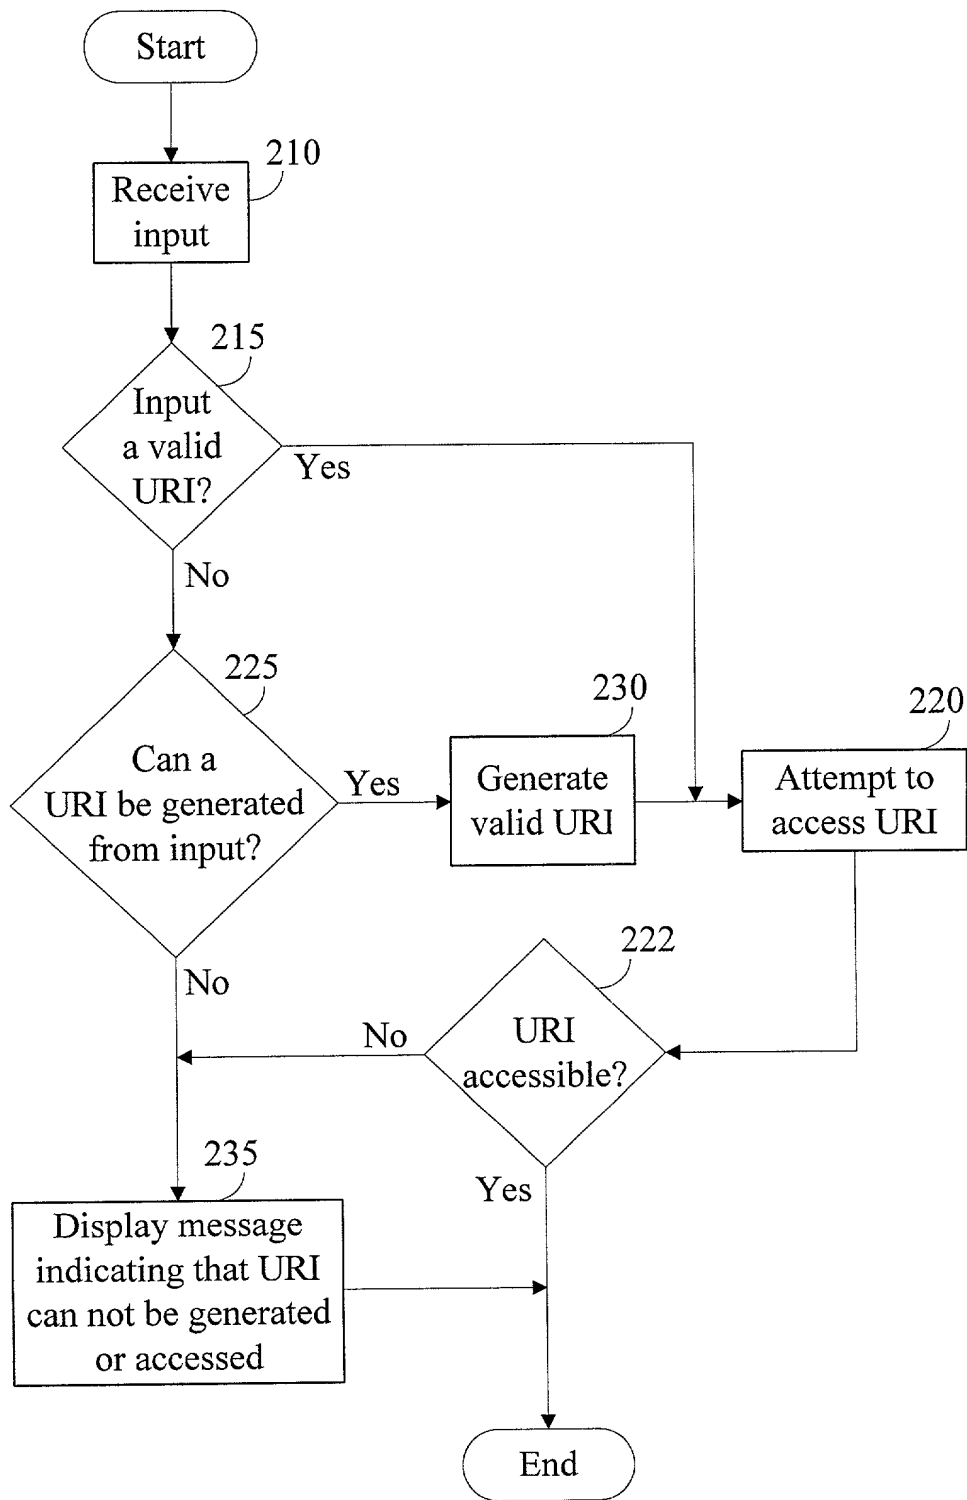 Start
210
Receive
input
215
Input
a valid
URI?
Yes
No
225
Can a
URI be generated
from input?
Yes
230
Generate
valid URI
220
Attempt to
access URI
No
222
URI
accessible?
No
Yes
235
Display message
indicating that URI
can not be generated
or accessed
End